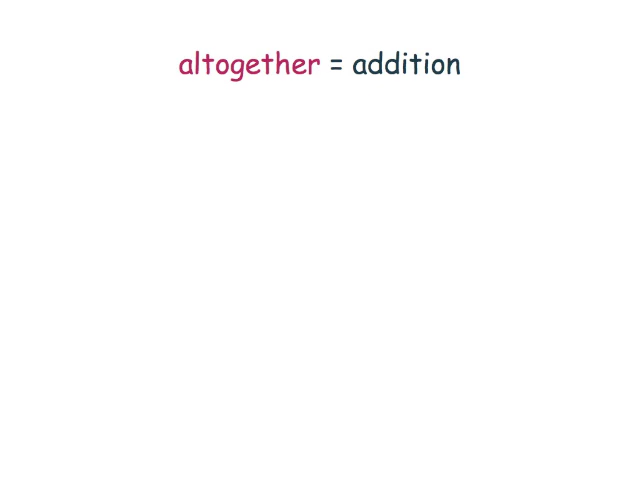 altogether = addition